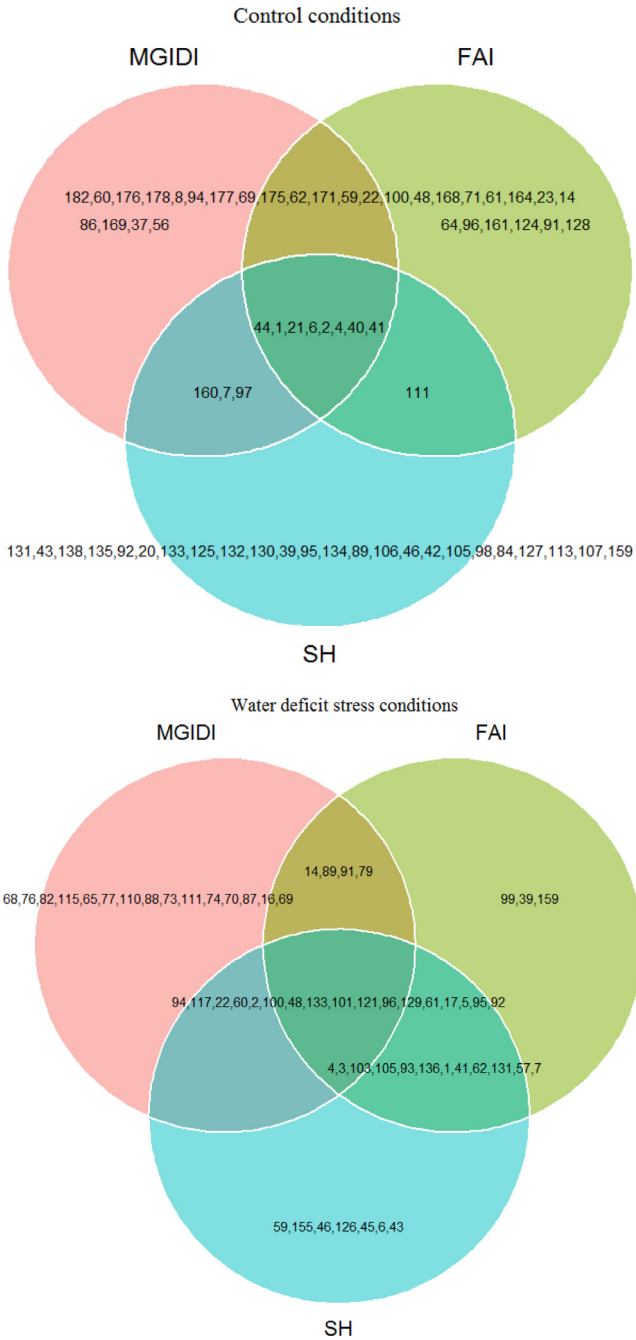 Control conditions
MGIDI FAI
182,60,176,178,8,94,177,69,175,62,171,59,22,100,48,168,71,61,164,23,14
86,169,37,56 64,96,161,124,91,128
44,1,21,6,2,4,40,41
160,7,97 111
131,43,138,135,92,20,133,125,132,130,39,95,134,89,106,46,42,105,98,84,127,113,107,159
SH
Water deficit stress conditions
MGIDI FAI
14,89,91,79
68,76,82,115,65,77,110,88,73,111,74,70,87,16,69 99,39,159
94,117,22,60,2,100,48,133,101,121,96,129,61,17,5,95,92
4,3,103,105,93,136,1,41,62,131,57,7
59,155,46,126,45,6,43
SH